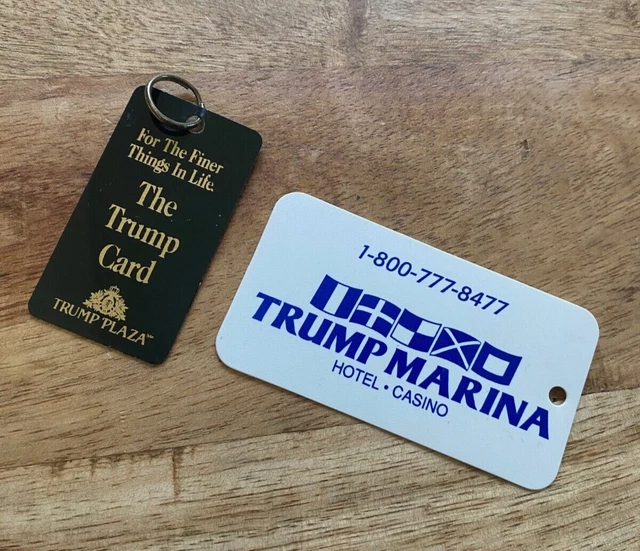 For The Finer
Things In Life.
The
Trump
Card
TRUMP PLAZA
1-800-777-8477
TRUMP MARINA
HOTEL • CASINO